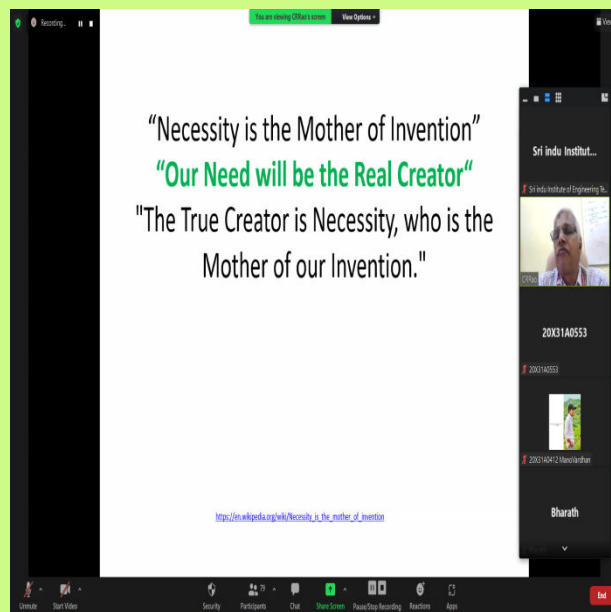 Recording...
You are viewing CRRao's screen
View Options
View
“Necessity is the Mother of Invention”
“Our Need will be the Real Creator“
"The True Creator is Necessity, who is the
Mother of our Invention."
https://en.wikipedia.org/wiki/Necessity_is_the_mother_of_invention
Sri indu Institut...
Sri indu Institute of Engineering Te...
CRRao
20X31A0553
20X31A0553
20X31A0412 ManoVardhan
Bharath
Unmute
Start Video
Security
Participants
79
Chat
Share Screen
Pause/Stop Recording
Reactions
Apps
End